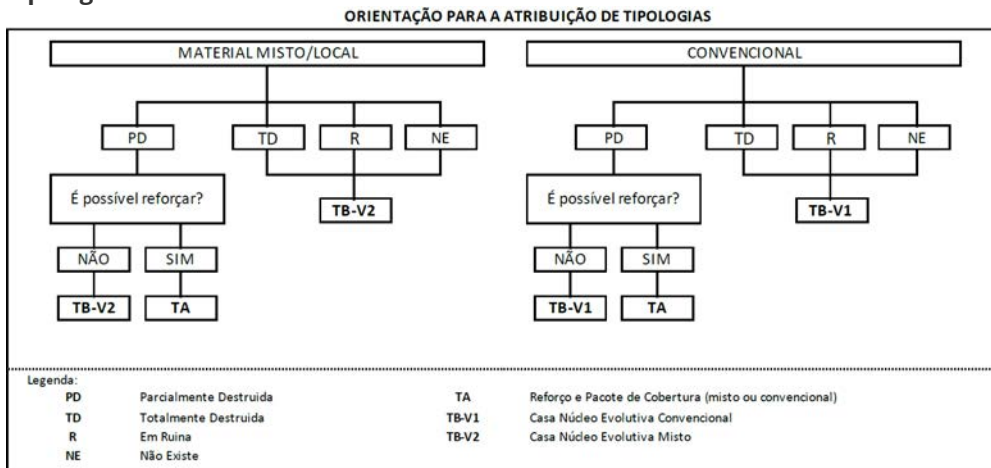 ORIENTAÇÃO PARA A ATRIBUIÇÃO DE TIPOLOGIAS
MATERIAL MISTO/LOCAL
CONVENCIONAL
PD TD R NE
PD TD R NE
É possível reforçar?
TB-V2
É possível reforçar?
TB-V1
NÃO SIM
NÃO SIM
TB-V2 TA
TB-V1 TA
Legenda:
PD Parcialmente Destruida TA Reforço e Pacote de Cobertura (misto ou convencional)
TD Totalmente Destruida TB-V1 Casa Núcleo Evolutiva Convencional
R Em Ruina TB-V2 Casa Núcleo Evolutiva Misto
NE Não Existe